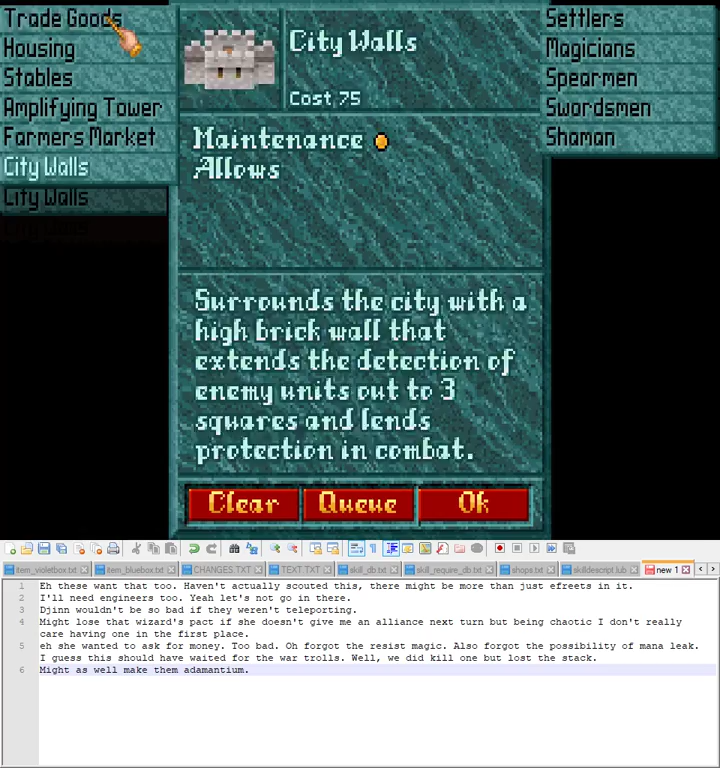 Trade Goods
Housing
Stables
Amplifying Tower
Farmers Market
City Walls
City Walls
City Walls
Cost 75
Maintenance
Allows
Surrounds the city with a
high brick wall that
extends the detection of
enemy units out to 3
squares and lends
protection in combat.
Clear
Queue
Ok
Settlers
Magicians
Spearmen
Swordsmen
Shaman
item_violetbox.txt
item_bluebox.txt
CHANGES.TXT
TEXT.TXT
skill_db.txt
skill_require_db.txt
shops.txt
skilldescript.lub
new 1
1 Eh these want that too. Haven't actually scouted this, there might be more than just efreets in it.
2 I'll need engineers too. Yeah let's not go in there.
3 Djinn wouldn't be so bad if they weren't teleporting.
4 Might lose that wizard's pact if she doesn't give me an alliance next turn but being chaotic I don't really
care having one in the first place.
5 eh she wanted to ask for money. Too bad. Oh forgot the resist magic. Also forgot the possibility of mana leak.
I guess this should have waited for the war trolls. Well, we did kill one but lost the stack.
6 Might as well make them adamantium.